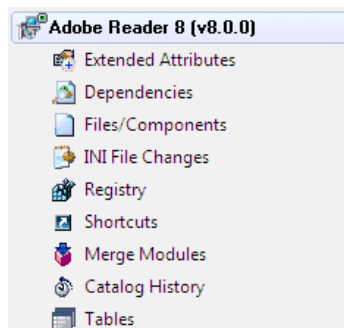 Adobe Reader 8 (v8.0.0)
Extended Attributes
Dependencies
Files/Components
INI File Changes
Registry
Shortcuts
Merge Modules
Catalog History
Tables